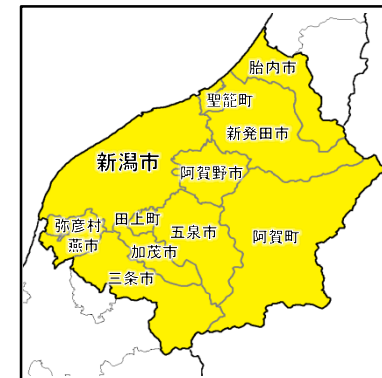 胎内市
聖籠町
新発田市
新潟市
阿賀野市
弥彦村
田上町
五泉市
阿賀町
燕市
加茂市
三条市